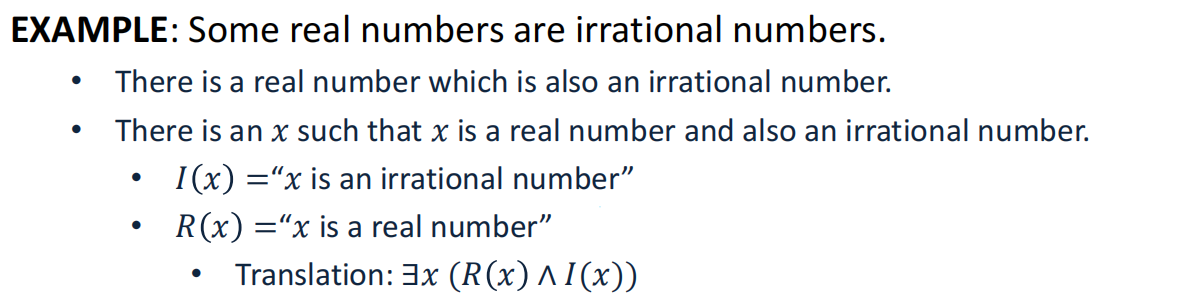 EXAMPLE: Some real numbers are irrational numbers.
• There is a real number which is also an irrational number.
• There is an 𝑥 such that 𝑥 is a real number and also an irrational number.
• 𝐼(𝑥) =“𝑥 is an irrational number”
• 𝑅(𝑥) =“𝑥 is a real number”
• Translation: ∃𝑥 (𝑅(𝑥) ∧ 𝐼(𝑥))